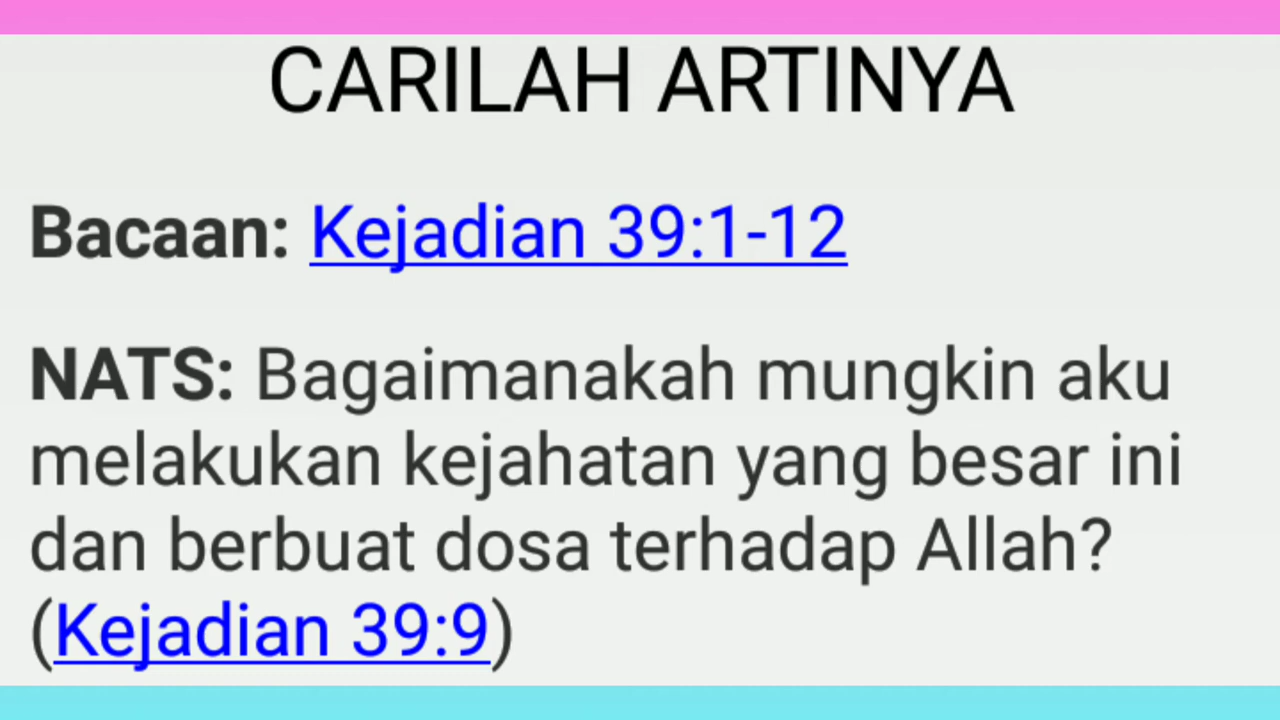 CARILAH ARTINYA
Bacaan: Kejadian 39:1-12
NATS: Bagaimanakah mungkin aku
melakukan kejahatan yang besar ini
dan berbuat dosa terhadap Allah?
(Kejadian 39:9)